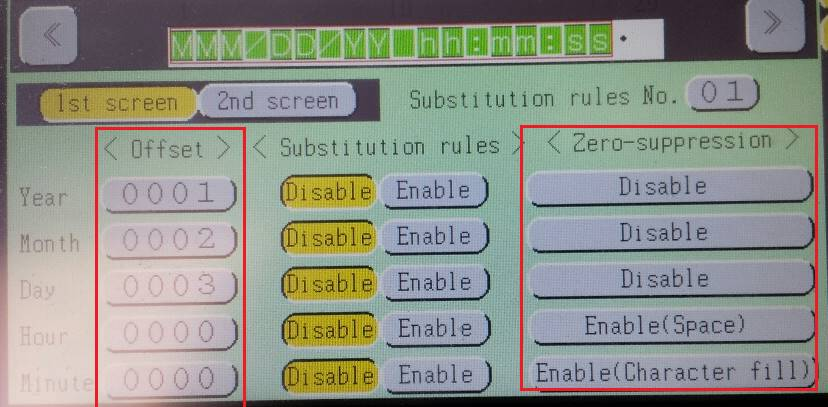 « MMM/DD/YY hh:mm:ss »
1st screen 2nd screen Substitution rules No. 01
< Offset > < Substitution rules > < Zero-suppression >
Year 0001 Disable Enable Disable
Month 0002 Disable Enable Disable
Day 0003 Disable Enable Disable
Hour 0000 Disable Enable Enable(Space)
Minute 0000 Disable Enable Enable(Character fill)